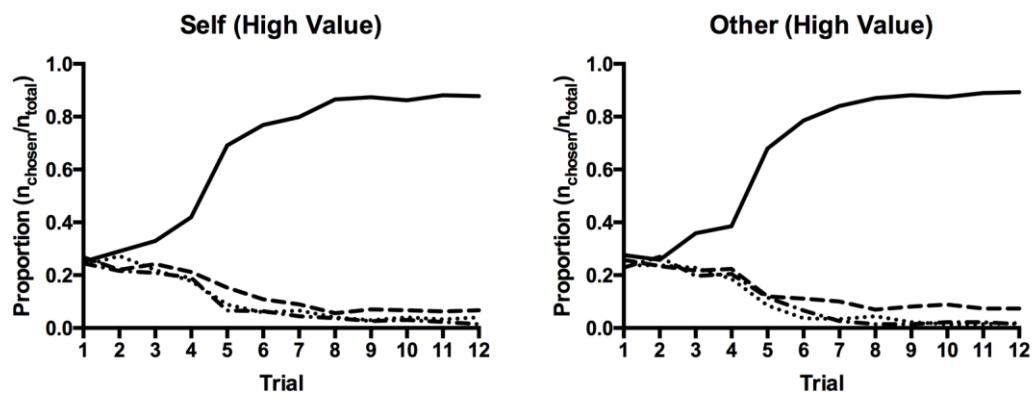 Self (High Value)
Proportion (n_chosen/n_total)
1.0
0.8
0.6
0.4
0.2
0.0
1 2 3 4 5 6 7 8 9 10 11 12
Trial
Other (High Value)
Proportion (n_chosen/n_total)
1.0
0.8
0.6
0.4
0.2
0.0
1 2 3 4 5 6 7 8 9 10 11 12
Trial